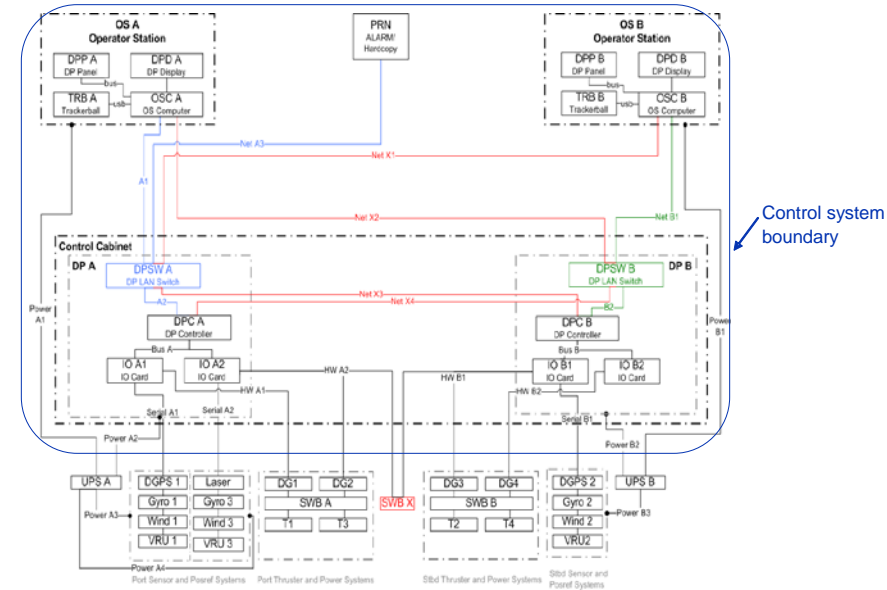 OS A
Operator Station
DPP A
DP Panel
DPD A
DP Display
bus
TRB A
Trackerball
usb
OSC A
OS Computer
PRN
ALARM/
Hardcopy
OS B
Operator Station
DPP B
DP Panel
DPD B
DP Display
bus
TRB B
Trackerball
usb
OSC B
OS Computer
Net A3
Net X1
A1
Net X2
Net B1
Control system
boundary
Control Cabinet
DP A
DPSW A
DP LAN Switch
DPSW B
DP LAN Switch
DP B
Net X3
Net X4
A2
B2
Power
A1
Power
B1
DPC A
DP Controller
DPC B
DP Controller
Bus A
Bus B
IO A1
IO Card
IO A2
IO Card
IO B1
IO Card
IO B2
IO Card
HW A2
HW A1
HW B1
HW B2
Serial A1
Serial A2
Serial B1
Power A2
Power B2
UPS A
DGPS 1
Laser
DG1
DG2
DG3
DG4
DGPS 2
UPS B
Gyro 1
Gyro 3
SWB A
SWB X
SWB B
Gyro 2
Power A3
Wind 1
Wind 3
T1
T3
T2
T4
Wind 2
Power B3
VRU 1
VRU 3
VRU2
Power A4
Port Sensor and Posref Systems
Port Thruster and Power Systems
Stbd Thruster and Power Systems
Stbd Sensor and
Posref Systems